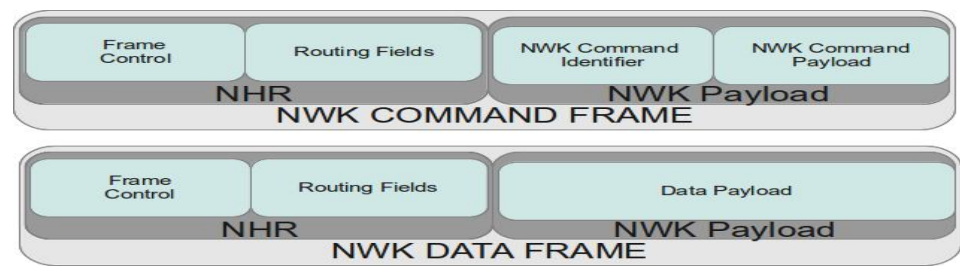 Frame
Control
Routing Fields
NWK Command
Identifier
NWK Command
Payload
NHR
NWK Payload
NWK COMMAND FRAME
Frame
Control
Routing Fields
Data Payload
NHR
NWK Payload
NWK DATA FRAME